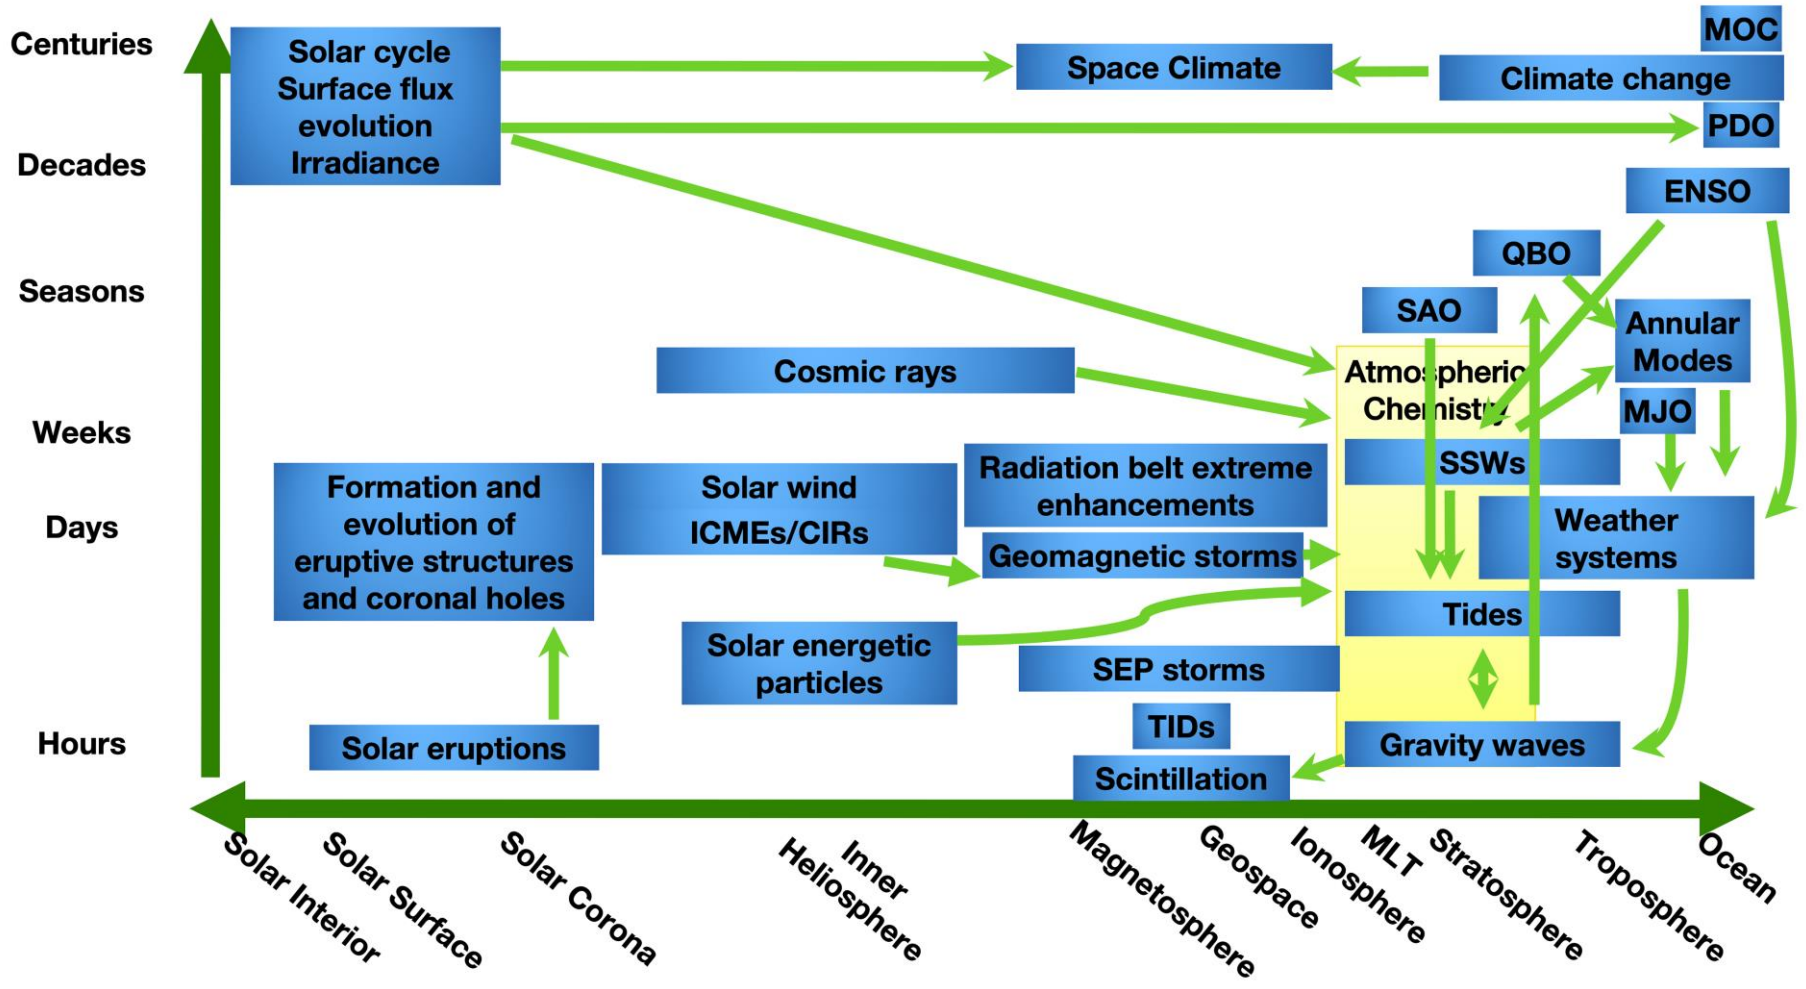 Centuries
Decades
Seasons
Weeks
Days
Hours
Solar cycle
Surface flux
evolution
Irradiance
Space Climate
MOC
Climate change
PDO
ENSO
QBO
SAO
Annular
Modes
Cosmic rays
Atmospheric
Chemistry
MJO
SSWs
Formation and
evolution of
eruptive structures
and coronal holes
Solar wind
ICMEs/CIRs
Radiation belt extreme
enhancements
Geomagnetic storms
Weather
systems
Tides
Solar energetic
particles
SEP storms
TIDs
Solar eruptions
Scintillation
Gravity waves
Solar Interior
Solar Surface
Solar Corona
Inner
Heliosphere
Magnetosphere
Geospace
Ionosphere
MLT
Stratosphere
Troposphere
Ocean